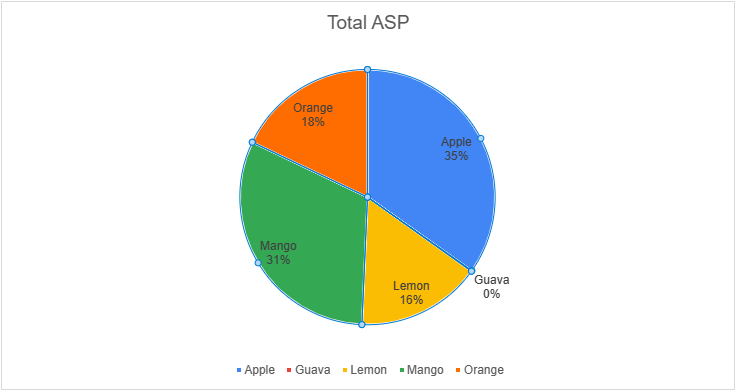 Total ASP
Orange
18%
Apple
35%
Mango
31%
Guava
0%
Lemon
16%
Apple Guava Lemon Mango Orange